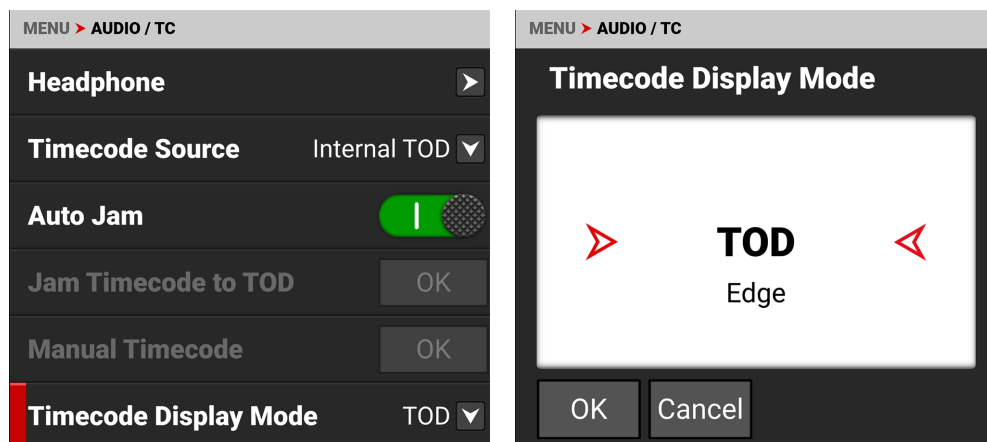 MENU AUDIO / TC
Headphone
Timecode Source Internal TOD
Auto Jam
Jam Timecode to TOD OK
Manual Timecode OK
Timecode Display Mode TOD
MENU AUDIO / TC
Timecode Display Mode
TOD
Edge
OK Cancel